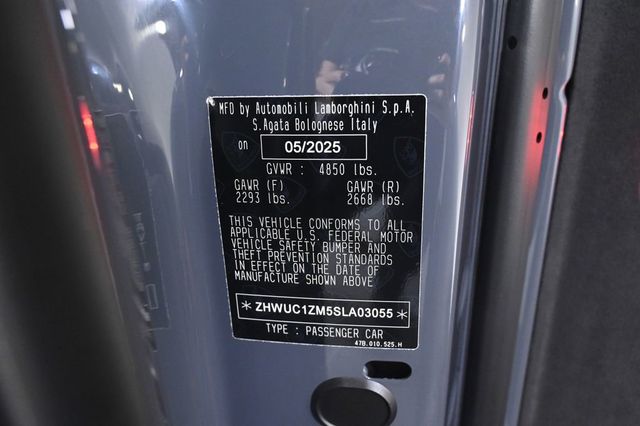 MFD by Automobili Lamborghini S.p.A.
S.Agata Bolognese Italy
on 05/2025
GVWR : 4850 lbs.
GAWR (F) GAWR (R)
2293 lbs. 2668 lbs.
THIS VEHICLE CONFORMS TO ALL
APPLICABLE U.S. FEDERAL MOTOR
VEHICLE SAFETY BUMPER AND
THEFT PREVENTION STANDARDS
IN EFFECT ON THE DATE OF
MANUFACTURE SHOWN ABOVE
* ZHWUC1ZM5SLA03055 *
TYPE : PASSENGER CAR
47B.010.525.H